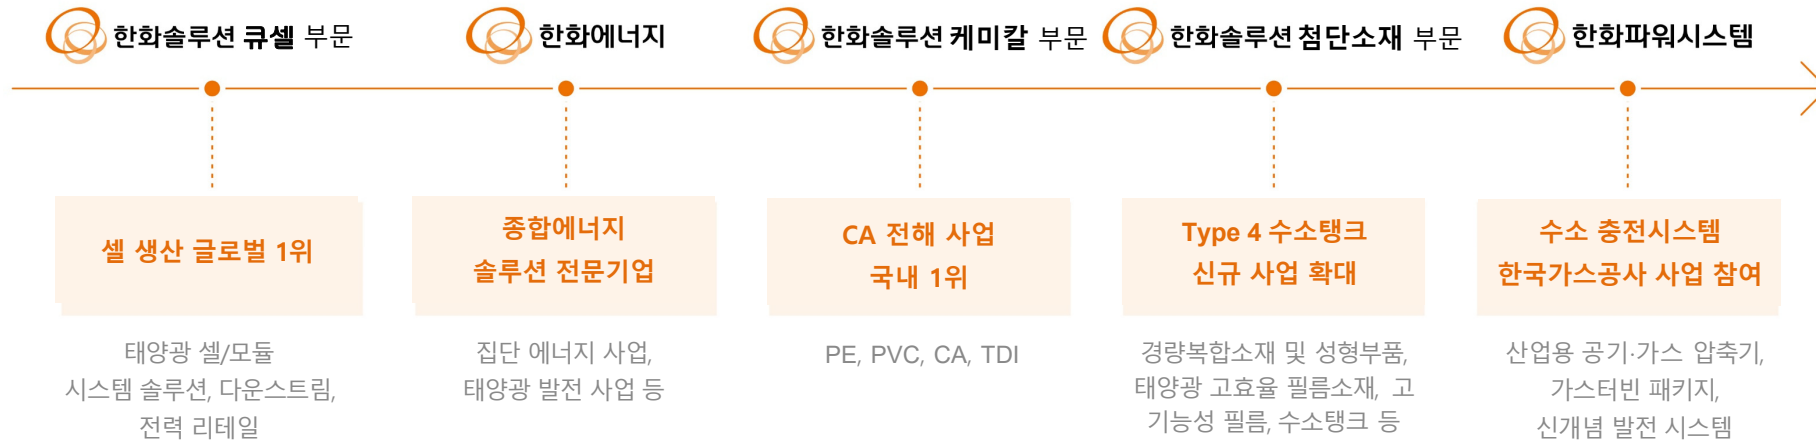 한화솔루션 큐셀 부문
한화에너지
한화솔루션 케미칼 부문
한화솔루션 첨단소재 부문
한화파워시스템
셀 생산 글로벌 1위
종합에너지
솔루션 전문기업
CA 전해 사업
국내 1위
Type 4 수소탱크
신규 사업 확대
수소 충전시스템
한국가스공사 사업 참여
태양광 셀/모듈
시스템 솔루션, 다운스트림,
전력 리테일
집단 에너지 사업,
태양광 발전 사업 등
PE, PVC, CA, TDI
경량복합소재 및 성형부품,
태양광 고효율 필름소재, 고
기능성 필름, 수소탱크 등
산업용 공기·가스 압축기,
가스터빈 패키지,
신개념 발전 시스템